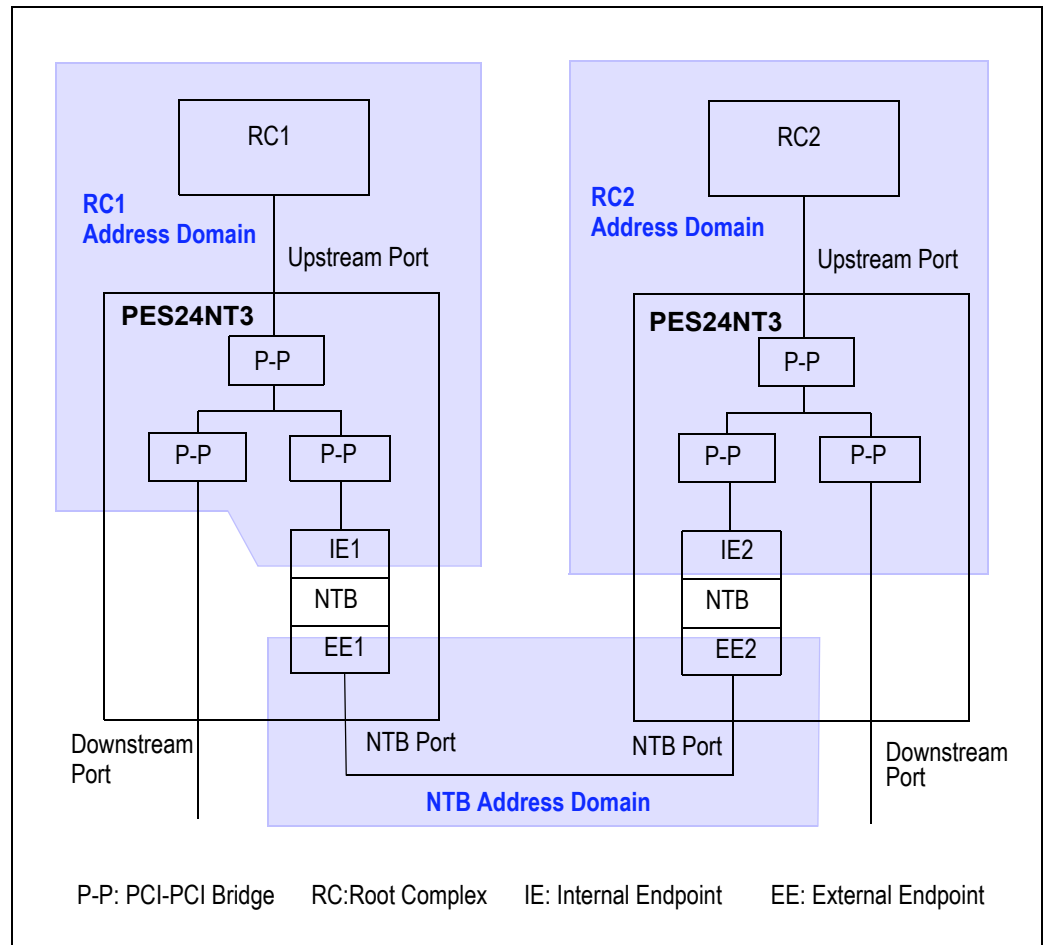 RC1
RC2
RC1
Address Domain
RC2
Address Domain
Upstream Port
Upstream Port
PES24NT3
PES24NT3
P-P
P-P
P-P
P-P
P-P
P-P
IE1
IE2
NTB
NTB
EE1
EE2
Downstream
Port
NTB Port
NTB Port
Downstream
Port
NTB Address Domain
P-P: PCI-PCI Bridge
RC:Root Complex
IE: Internal Endpoint
EE: External Endpoint